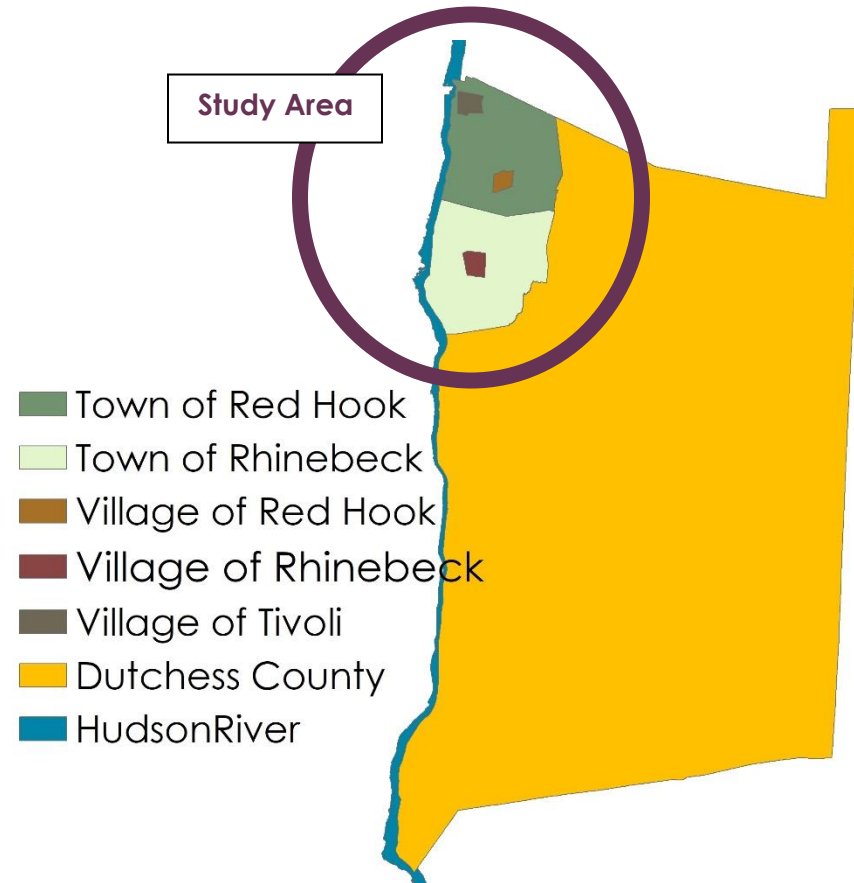 Study Area
Town of Red Hook
Town of Rhinebeck
Village of Red Hook
Village of Rhinebeck
Village of Tivoli
Dutchess County
HudsonRiver